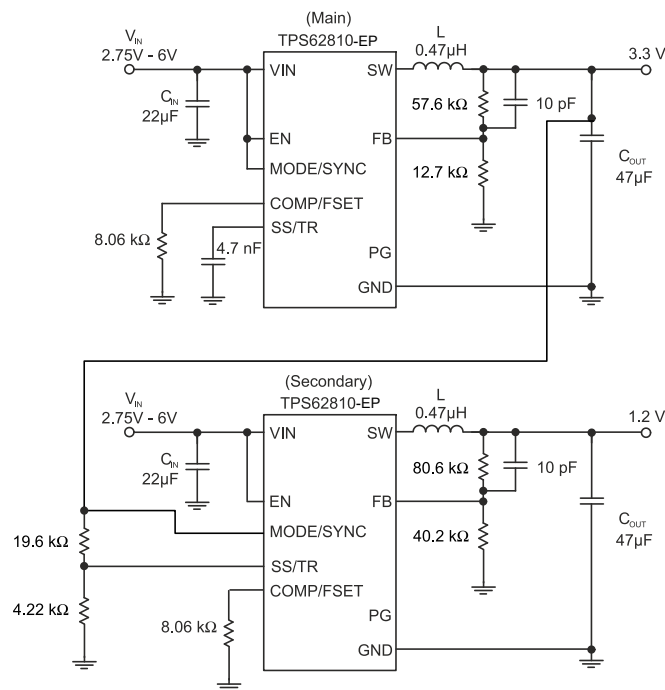 (Main)
TPS62810-EP
V_IN
2.75V - 6V
VIN
SW
L
0.47µH
3.3 V
C_IN
22µF
57.6 kΩ
10 pF
EN
FB
MODE/SYNC
12.7 kΩ
C_OUT
47µF
COMP/FSET
8.06 kΩ
SS/TR
4.7 nF
PG
GND
(Secondary)
TPS62810-EP
V_IN
2.75V - 6V
VIN
SW
L
0.47µH
1.2 V
C_IN
22µF
80.6 kΩ
10 pF
EN
FB
MODE/SYNC
40.2 kΩ
C_OUT
47µF
19.6 kΩ
SS/TR
COMP/FSET
4.22 kΩ
8.06 kΩ
PG
GND